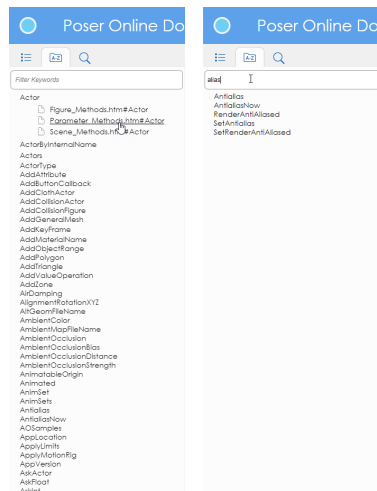 Poser Online Do
A-Z
Filter Keywords
Actor
Figure_Methods.htm#Actor
Parameter_Methods.htm#Actor
Scene_Methods.htm#Actor
ActorByInternalName
Actors
ActorType
AddAttribute
AddButtonCallback
AddClothActor
AddCollisionActor
AddCollisionFigure
AddGeneralMesh
AddKeyFrame
AddMaterialName
AddObjectRange
AddPolygon
AddTriangle
AddValueOperation
AddZone
AirDamping
AlignmentRotationXYZ
AltGeomFileName
AmbientColor
AmbientMapFileName
AmbientOcclusion
AmbientOcclusionBias
AmbientOcclusionDistance
AmbientOcclusionStrength
AnimatableOrigin
Animated
AnimSet
AnimSets
Antialias
AntialiasNow
AOSamples
AppLocation
ApplyLimits
ApplyMotionRig
AppVersion
AskActor
AskFloat
AskInt
Poser Online Do
A-Z
alias
Antialias
AntialiasNow
RenderAntiAliased
SetAntialias
SetRenderAntiAliased